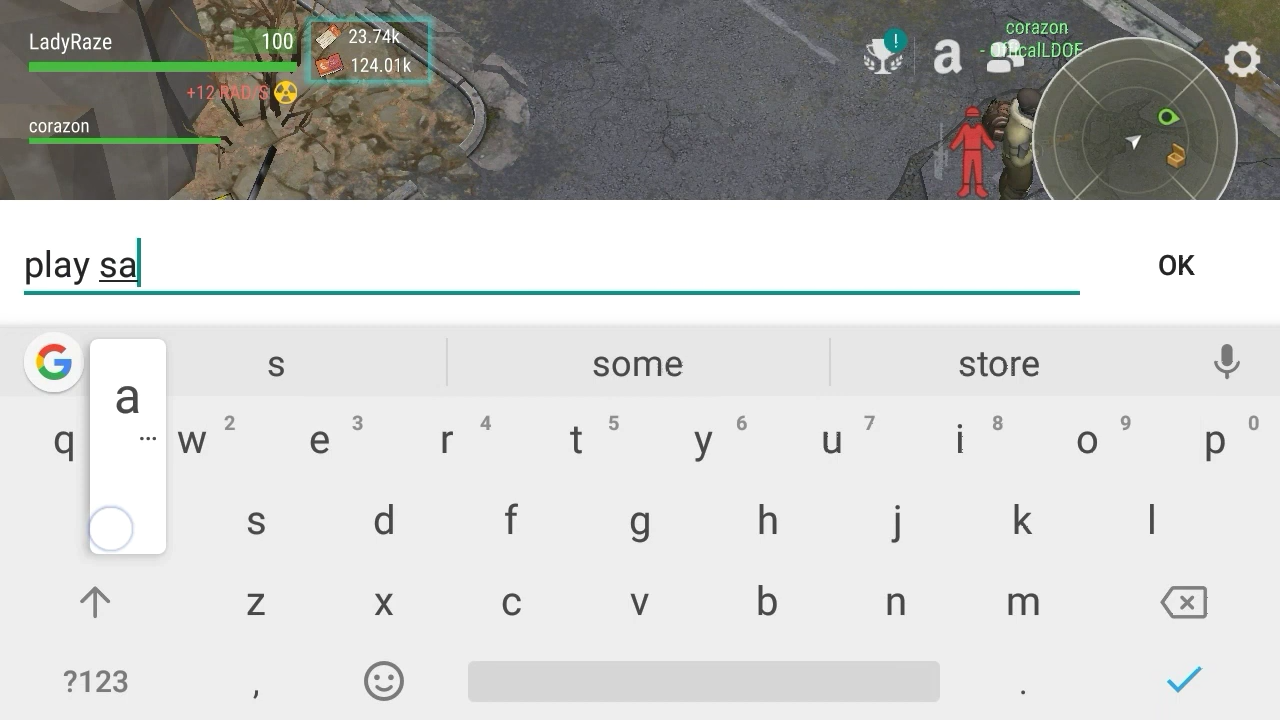 LadyRaze 100
23.74k
124.01k
corazon
+12 RAD/S
corazon
a
!
play sa
OK
G
s some store
a
...
q w 2 e 3 r 4 t 5 y 6 u 7 i 8 o 9 p 0
s d f g h j k l
z x c v b n m
?123 , .